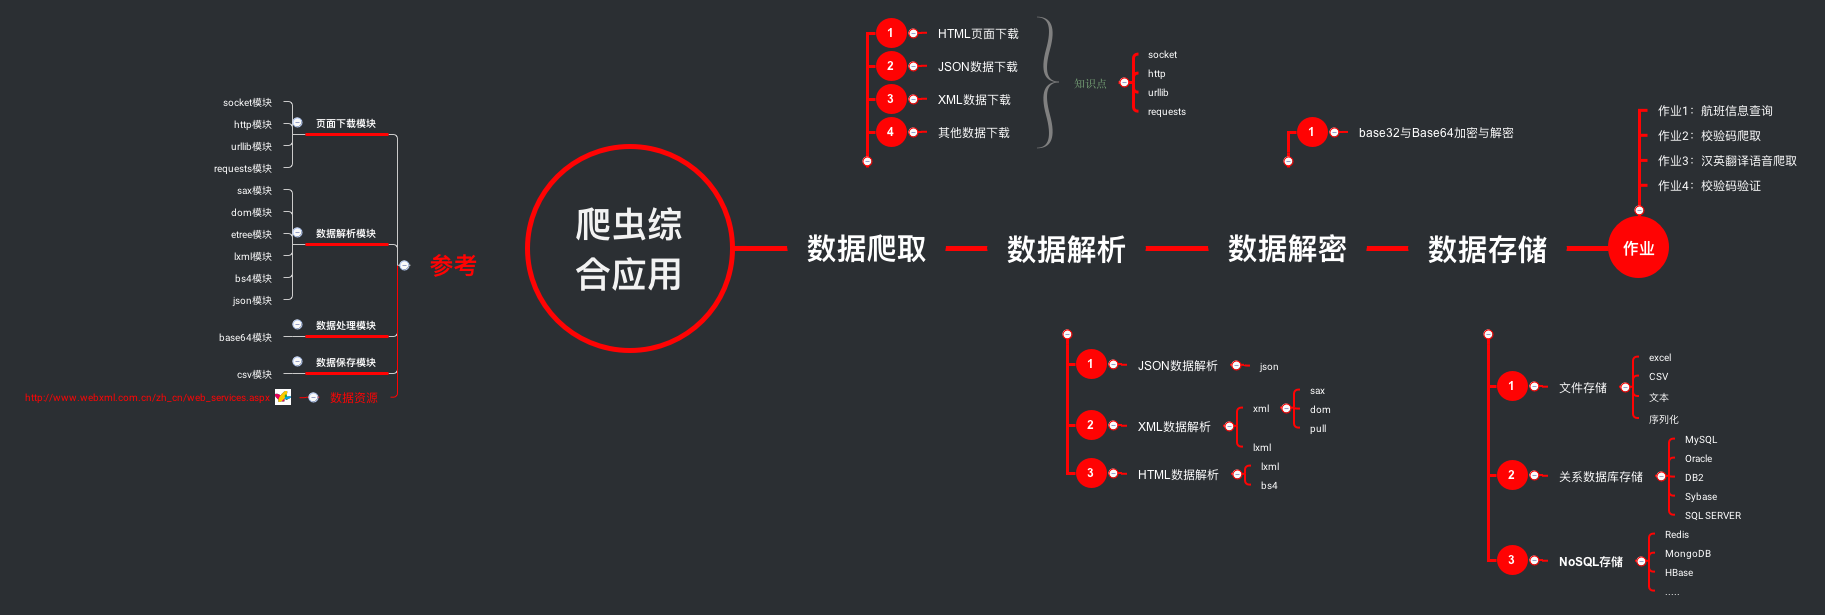 爬虫综
合应用
数据爬取
1
HTML页面下载
2
JSON数据下载
3
XML数据下载
4
其他数据下载
知识点
socket
http
urllib
requests
数据解析
1
JSON数据解析
json
2
XML数据解析
xml
sax
dom
pull
lxml
3
HTML数据解析
lxml
bs4
数据解密
1
base32与Base64加密与解密
数据存储
1
文件存储
excel
CSV
文本
序列化
2
关系数据库存储
MySQL
Oracle
DB2
Sybase
SQL SERVER
3
NoSQL存储
Redis
MongoDB
HBase
.....
作业
作业1：航班信息查询
作业2：校验码爬取
作业3：汉英翻译语音爬取
作业4：校验码验证
参考
页面下载模块
socket模块
http模块
urllib模块
requests模块
数据解析模块
sax模块
dom模块
etree模块
lxml模块
bs4模块
json模块
数据处理模块
base64模块
数据保存模块
csv模块
数据资源
http://www.webxml.com.cn/zh_cn/web_services.aspx